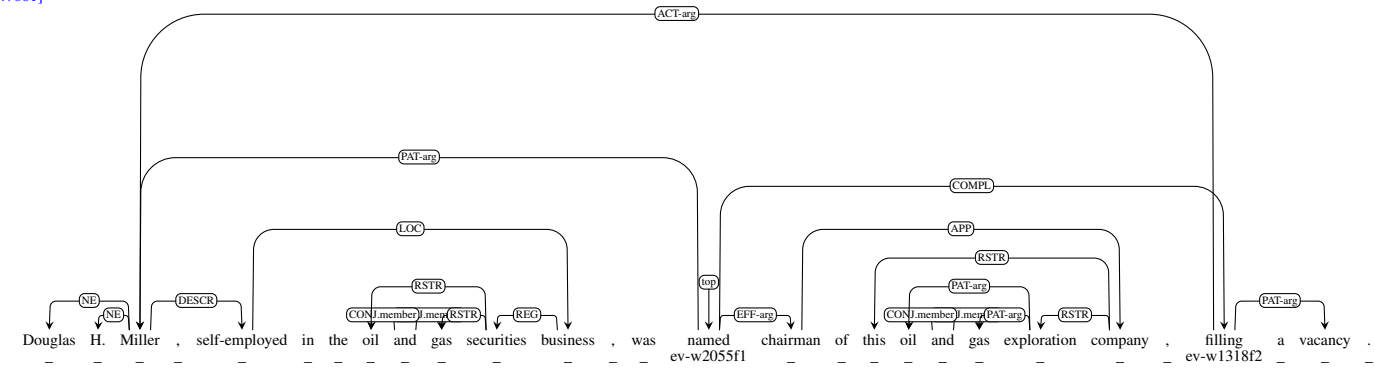 ACT-arg
PAT-arg
COMPL
LOC
APP
RSTR
top
RSTR
PAT-arg
NE DESCR PAT-arg
NE CONJ.member J.mem RSTR REG EFF-arg CONJ.member J.mem PAT-arg RSTR
Douglas H. Miller , self-employed in the oil and gas securities business , was named chairman of this oil and gas exploration company , filling a vacancy .
_ _ _ _ _ _ _ _ _ _ _ _ _ _ ev-w2055f1 _ _ _ _ _ _ _ _ _ ev-w1318f2 _ _ _